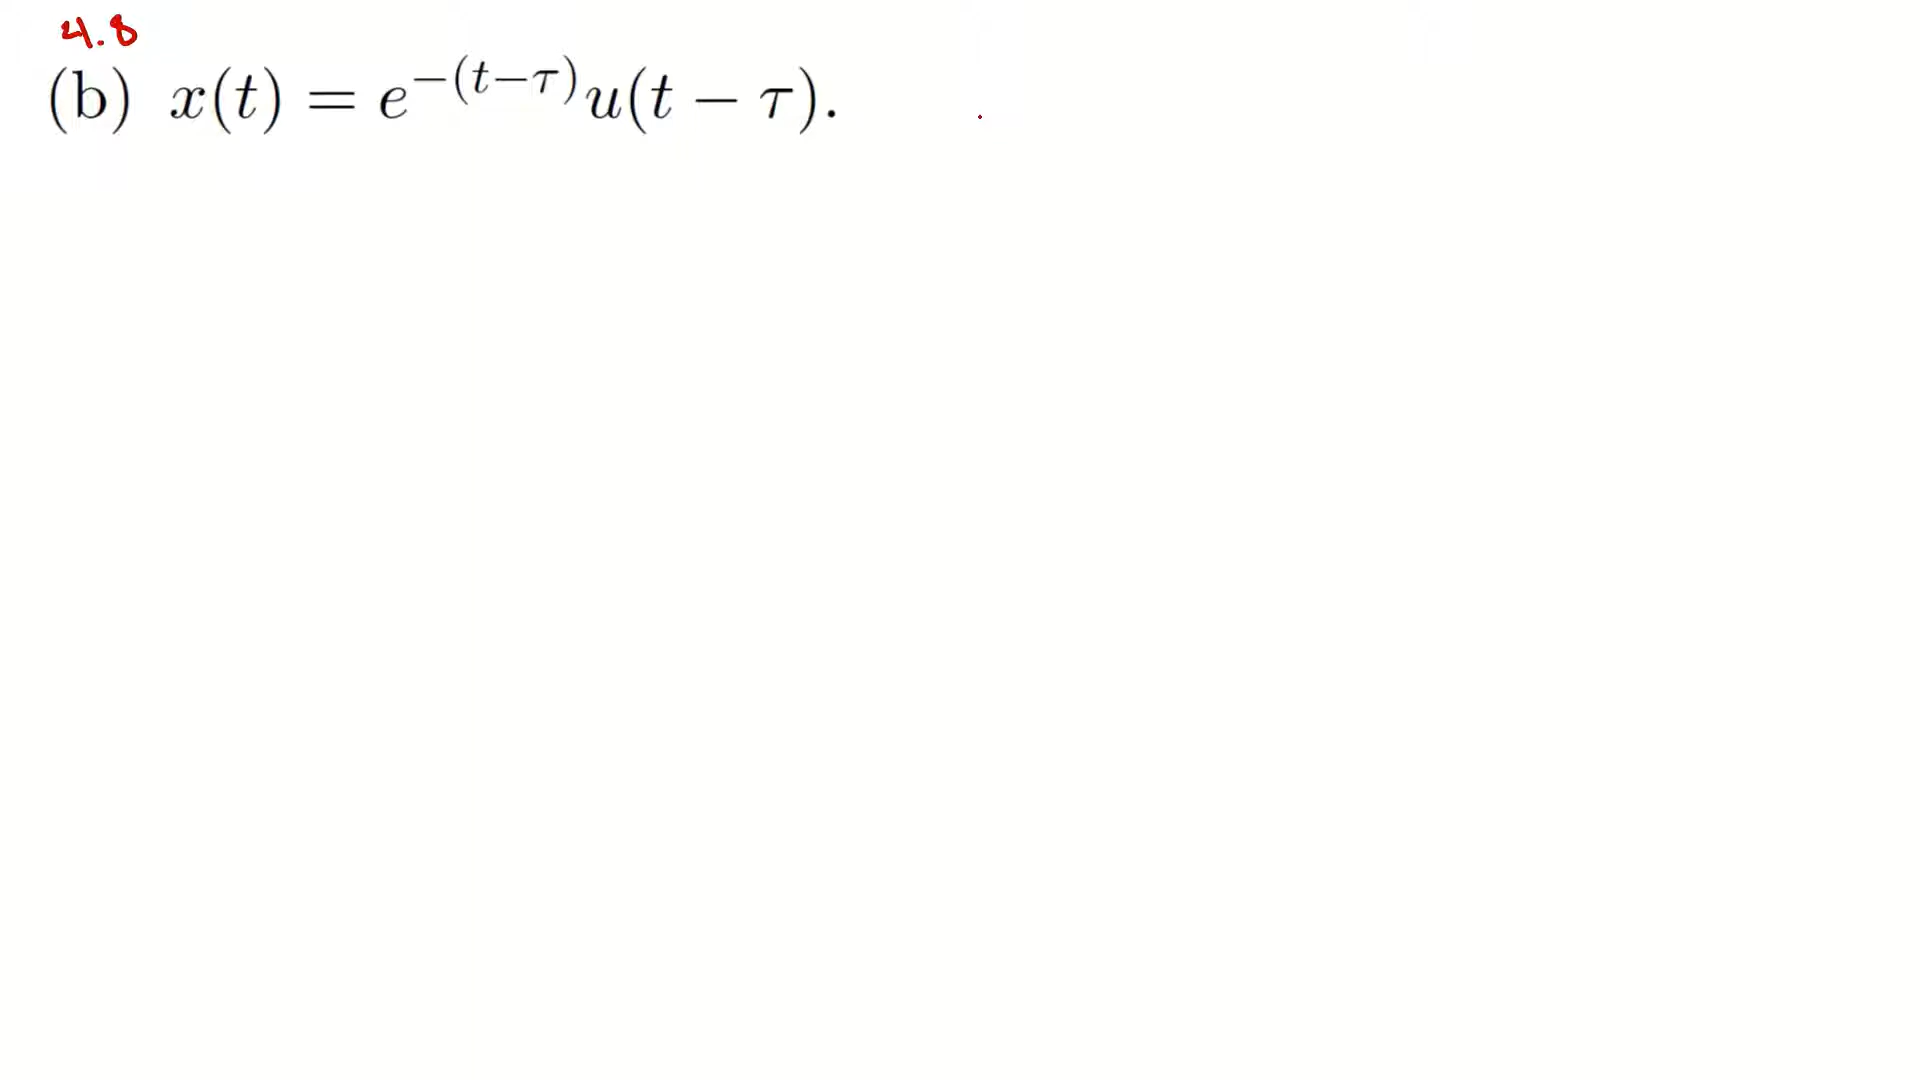 4.8
(b) x(t) = e^{-(t-τ)}u(t - τ).